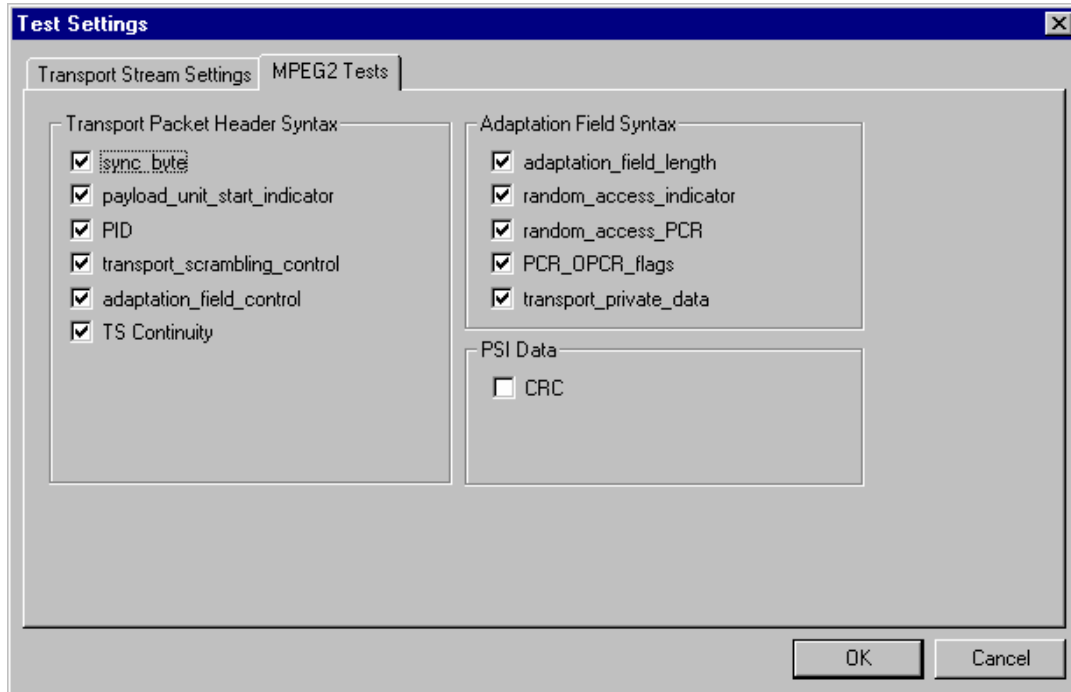 Test Settings
Transport Stream Settings
MPEG2 Tests
Transport Packet Header Syntax
sync_byte
payload_unit_start_indicator
PID
transport_scrambling_control
adaptation_field_control
TS Continuity
Adaptation Field Syntax
adaptation_field_length
random_access_indicator
random_access_PCR
PCR_OPCR_flags
transport_private_data
PSI Data
CRC
OK
Cancel